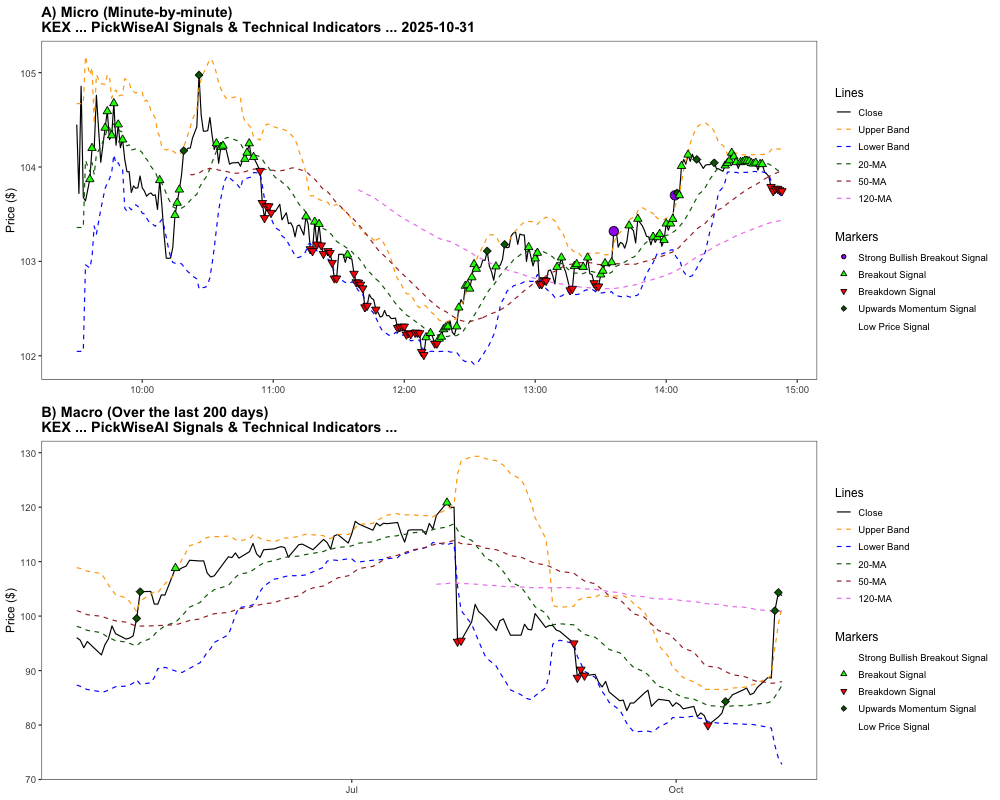 A) Micro (Minute-by-minute)
KEX ... PickWiseAI Signals & Technical Indicators ... 2025-10-31
Price ($)
105
104
103
102
10:00
11:00
12:00
13:00
14:00
15:00
Lines
Close
Upper Band
Lower Band
20-MA
50-MA
120-MA
Markers
Strong Bullish Breakout Signal
Breakout Signal
Breakdown Signal
Upwards Momentum Signal
Low Price Signal
B) Macro (Over the last 200 days)
KEX ... PickWiseAI Signals & Technical Indicators ...
Price ($)
130
120
110
100
90
80
70
Jul
Oct
Lines
Close
Upper Band
Lower Band
20-MA
50-MA
120-MA
Markers
Strong Bullish Breakout Signal
Breakout Signal
Breakdown Signal
Upwards Momentum Signal
Low Price Signal